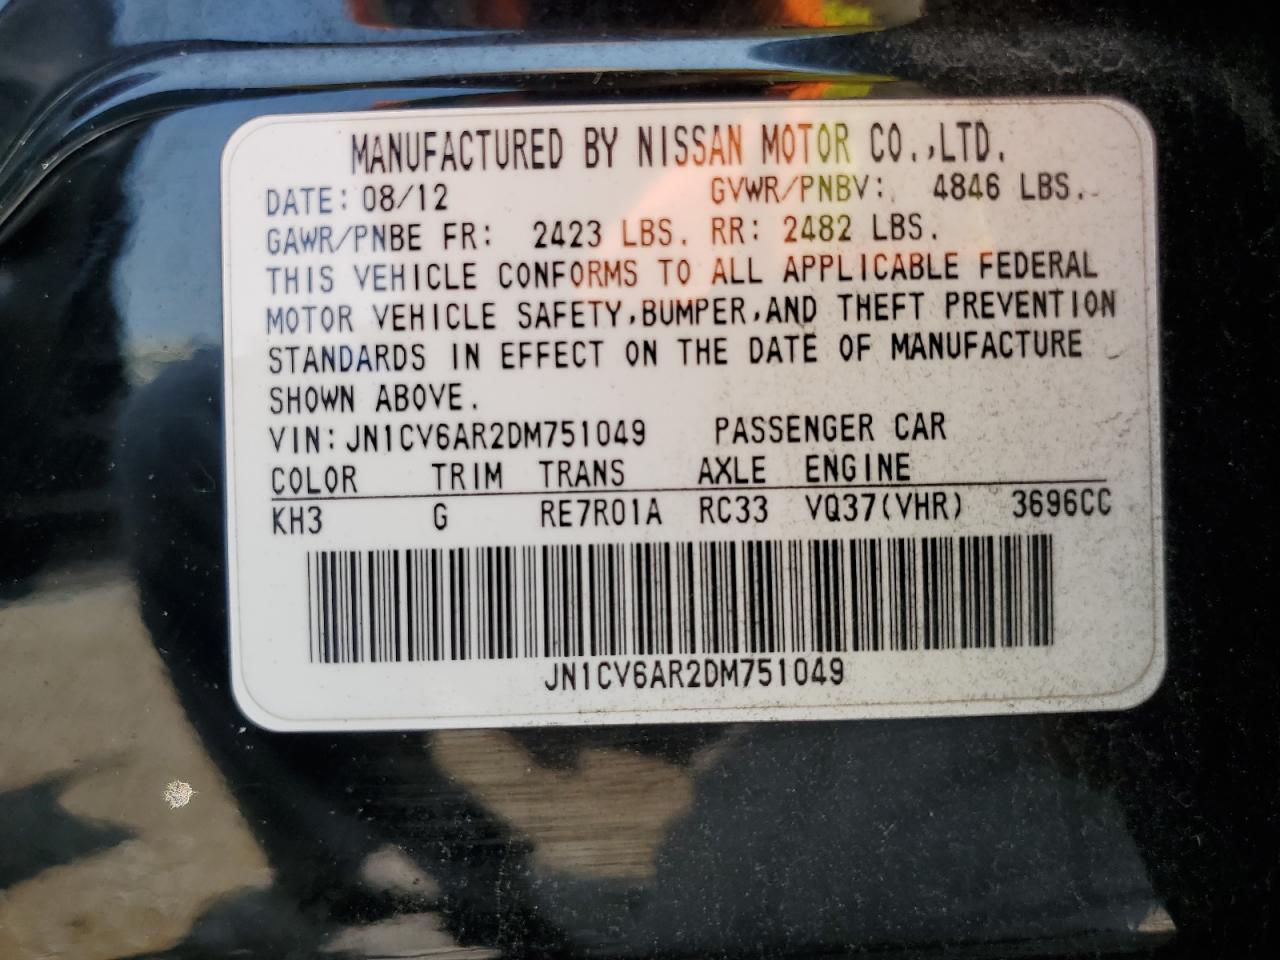 MANUFACTURED BY NISSAN MOTOR CO.,LTD.
DATE: 08/12 GVWR/PNBV: 4846 LBS.
GAWR/PNBE FR: 2423 LBS. RR: 2482 LBS.
THIS VEHICLE CONFORMS TO ALL APPLICABLE FEDERAL
MOTOR VEHICLE SAFETY,BUMPER,AND THEFT PREVENTION
STANDARDS IN EFFECT ON THE DATE OF MANUFACTURE
SHOWN ABOVE.
VIN: JN1CV6AR2DM751049 PASSENGER CAR
COLOR TRIM TRANS AXLE ENGINE
KH3 G RE7R01A RC33 VQ37(VHR) 3696CC
JN1CV6AR2DM751049